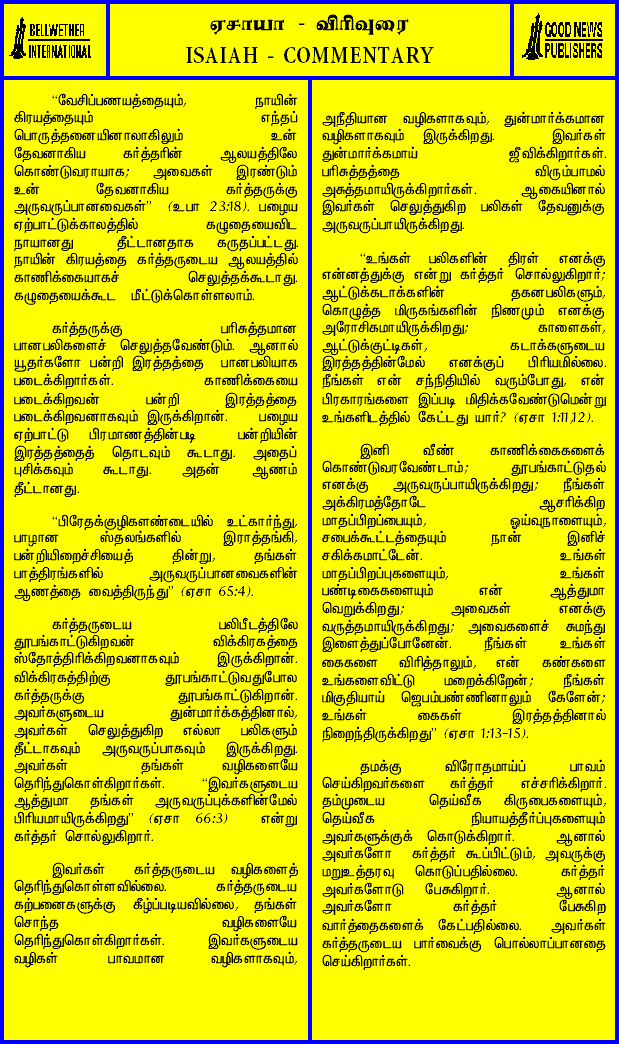 BELLWETHER
INTERNATIONAL
ஏசாயா - விரிவுரை
ISAIAH - COMMENTARY
GOOD NEWS
PUBLISHERS
“வேசிப்பணயத்தையும், நாயின்
கிரயத்தையும் எந்தப்
பொருத்தனையினாலாகிலும் உன்
தேவனாகிய கர்த்தரின் ஆலயத்திலே
கொண்டுவராயாக; அவைகள் இரண்டும்
உன் தேவனாகிய கர்த்தருக்கு
அருவருப்பானவைகள்” (உபா 23:18). பழைய
ஏற்பாட்டுக்காலத்தில் கழுதையைவிட
நாயானது தீட்டானதாக கருதப்பட்டது.
நாயின் கிரயத்தை கர்த்தருடைய ஆலயத்தில்
காணிக்கையாகச் செலுத்தக்கூடாது.
கழுதையைக்கூட மீட்டுக்கொள்ளலாம்.
கர்த்தருக்கு பரிசுத்தமான
பானபலிகளைச் செலுத்தவேண்டும். ஆனால்
யூதர்களோ பன்றி இரத்தத்தை பானபலியாக
படைக்கிறார்கள். காணிக்கையை
படைக்கிறவன் பன்றி இரத்தத்தை
படைக்கிறவனாகவும் இருக்கிறான். பழைய
ஏற்பாட்டு பிரமாணத்தின்படி பன்றியின்
இரத்தத்தைத் தொடவும் கூடாது. அதைப்
புசிக்கவும் கூடாது. அதன் ஆணம்
தீட்டானது.
“பிரேதக்குழிகளண்டையில் உட்கார்ந்து,
பாழான ஸ்தலங்களில் இராத்தங்கி,
பன்றியிறைச்சியைத் தின்று, தங்கள்
பாத்திரங்களில் அருவருப்பானவைகளின்
ஆணத்தை வைத்திருந்து” (ஏசா 65:4).
கர்த்தருடைய பலிபீடத்திலே
தூபங்காட்டுகிறவன் விக்கிரகத்தை
ஸ்தோத்திரிக்கிறவனாகவும் இருக்கிறான்.
விக்கிரகத்திற்கு தூபங்காட்டுவதுபோல
கர்த்தருக்கு தூபங்காட்டுகிறான்.
அவர்களுடைய துன்மார்க்கத்தினால்,
அவர்கள் செலுத்துகிற எல்லா பலிகளும்
தீட்டாகவும் அருவருப்பாகவும் இருக்கிறது.
அவர்கள் தங்கள் வழிகளையே
தெரிந்துகொள்கிறார்கள். “இவர்களுடைய
ஆத்துமா தங்கள் அருவருப்புக்களின்மேல்
பிரியமாயிருக்கிறது” (ஏசா 66:3) என்று
கர்த்தர் சொல்லுகிறார்.
இவர்கள் கர்த்தருடைய வழிகளைத்
தெரிந்துகொள்ளவில்லை. கர்த்தருடைய
கற்பனைகளுக்கு கீழ்ப்படியவில்லை, தங்கள்
சொந்த வழிகளையே
தெரிந்துகொள்கிறார்கள். இவர்களுடைய
வழிகள் பாவமான வழிகளாகவும்,
அநீதியான வழிகளாகவும், துன்மார்க்கமான
வழிகளாகவும் இருக்கிறது. இவர்கள்
துன்மார்க்கமாய் ஜீவிக்கிறார்கள்.
பரிசுத்தத்தை விரும்பாமல்
அசுத்தமாயிருக்கிறார்கள். ஆகையினால்
இவர்கள் செலுத்துகிற பலிகள் தேவனுக்கு
அருவருப்பாயிருக்கிறது.
“உங்கள் பலிகளின் திரள் எனக்கு
என்னத்துக்கு என்று கர்த்தர் சொல்லுகிறார்;
ஆட்டுக்கடாக்களின் தகனபலிகளும்,
கொழுத்த மிருகங்களின் நிணமும் எனக்கு
அரோசிகமாயிருக்கிறது; காளைகள்,
ஆட்டுக்குட்டிகள், கடாக்களுடைய
இரத்தத்தின்மேல் எனக்குப் பிரியமில்லை.
நீங்கள் என் சந்நிதியில் வரும்போது, என்
பிரகாரங்களை இப்படி மிதிக்கவேண்டுமென்று
உங்களிடத்தில் கேட்டது யார்? (ஏசா 1:11,12).
இனி வீண் காணிக்கைகளைக்
கொண்டுவரவேண்டாம்; தூபங்காட்டுதல்
எனக்கு அருவருப்பாயிருக்கிறது; நீங்கள்
அக்கிரமத்தோடே ஆசரிக்கிற
மாதப்பிறப்பையும், ஓய்வுநாளையும்,
சபைக்கூட்டத்தையும் நான் இனிச்
சகிக்கமாட்டேன். உங்கள்
மாதப்பிறப்புகளையும், உங்கள்
பண்டிகைகளையும் என் ஆத்துமா
வெறுக்கிறது; அவைகள் எனக்கு
வருத்தமாயிருக்கிறது; அவைகளைச் சுமந்து
இளைத்துப்போனேன். நீங்கள் உங்கள்
கைகளை விரித்தாலும், என் கண்களை
உங்களைவிட்டு மறைக்கிறேன்; நீங்கள்
மிகுதியாய் ஜெபம்பண்ணினாலும் கேளேன்;
உங்கள் கைகள் இரத்தத்தினால்
நிறைந்திருக்கிறது” (ஏசா 1:13-15).
தமக்கு விரோதமாய்ப் பாவம்
செய்கிறவர்களை கர்த்தர் எச்சரிக்கிறார்.
தம்முடைய தெய்வீக கிருபைகளையும்,
தெய்வீக நியாயத்தீர்ப்புகளையும்
அவர்களுக்குக் கொடுக்கிறார். ஆனால்
அவர்களோ கர்த்தர் கூப்பிட்டும், அவருக்கு
மறுஉத்தரவு கொடுப்பதில்லை. கர்த்தர்
அவர்களோடு பேசுகிறார். ஆனால்
அவர்களோ கர்த்தர் பேசுகிற
வார்த்தைகளைக் கேட்பதில்லை. அவர்கள்
கர்த்தருடைய பார்வைக்கு பொல்லாப்பானதை
செய்கிறார்கள்.